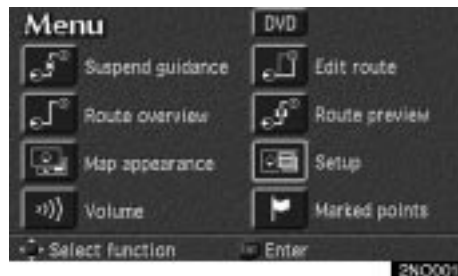 Menu DVD
Suspend guidance Edit route
Route overview Route preview
Map appearance Setup
Volume Marked points
Select function Enter
2NO001